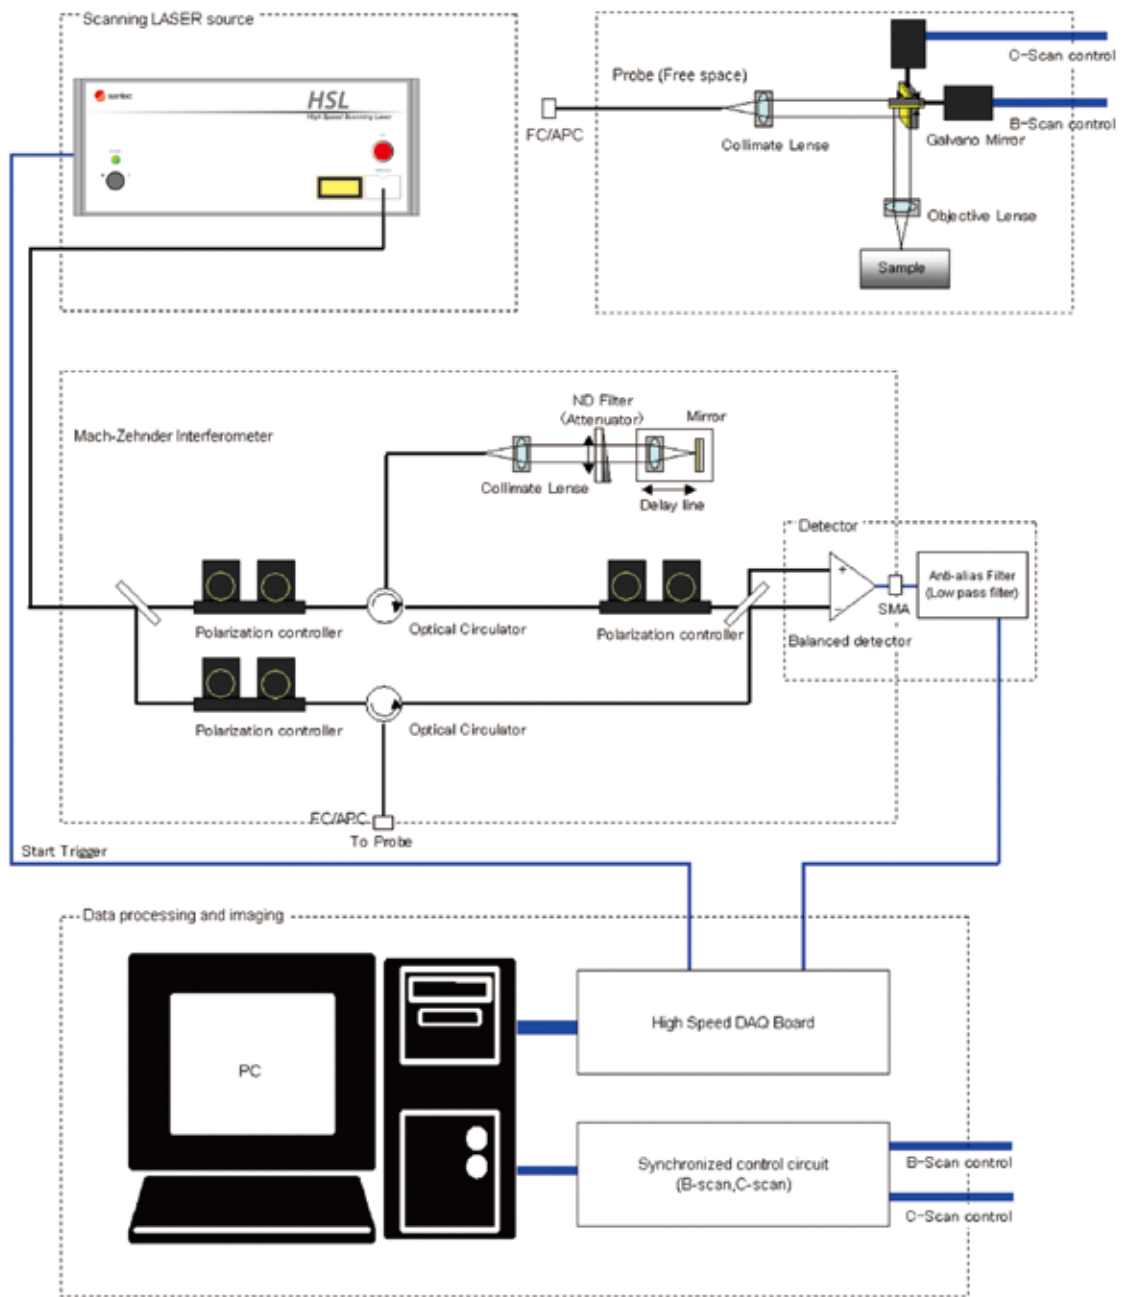 Scanning LASER source
santec
HSL
High Speed Scanning Laser
C-Scan control
Probe (Free space)
FC/APC
Collimate Lense
B-Scan control
Galvano Mirror
Objective Lense
Sample
Mach-Zehnder Interferometer
ND Filter
(Attenuator)
Mirror
Collimate Lense
Delay line
Detector
+
−
SMA
Anti-alias Filter
(Low pass filter)
Polarization controller
Optical Circulator
Polarization controller
Balanced detector
Polarization controller
Optical Circulator
FC/APC
To Probe
Start Trigger
Data processing and imaging
PC
High Speed DAQ Board
Synchronized control circuit
(B-scan,C-scan)
B-Scan control
C-Scan control